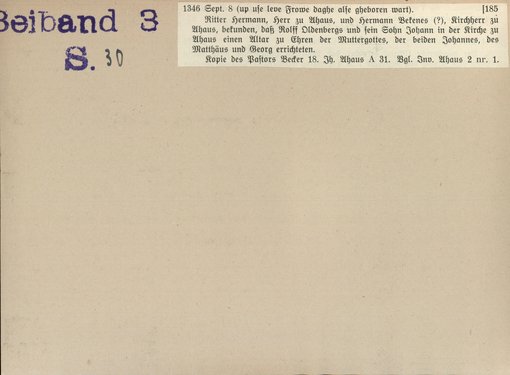 Beiband 3
S. 30
1346 Sept. 8 (up use leve Frowe daghe alse gheboren wart). [185
Ritter Hermann, Herr zu Ahaus, und Hermann Bekenes (?), Kirchherr zu
Ahaus, bekunden, daß Rolff Oldenbergs und sein Sohn Johann in der Kirche zu
Ahaus einen Altar zu Ehren der Muttergottes, der beiden Johannes, des
Matthäus und Georg errichteten.
Kopie des Pastors Becker 18. Jh. Ahaus A 31. Vgl. Inv. Ahaus 2 nr. 1.